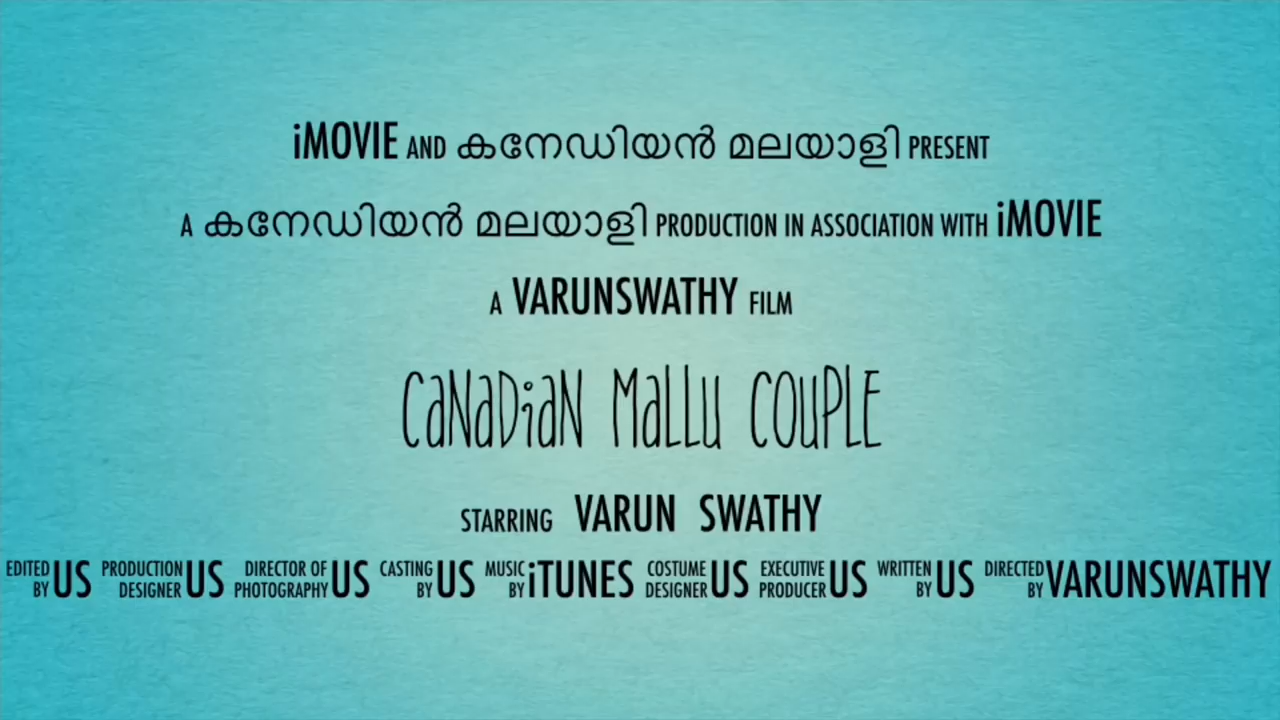 iMOVIE AND കനേഡിയൻ മലയാളി PRESENT
A കനേഡിയൻ മലയാളി PRODUCTION IN ASSOCIATION WITH iMOVIE
A VARUNSWATHY FILM
CaNaDiaN MaLLu COuPLE
STARRING VARUN SWATHY
EDITED BY US PRODUCTION DESIGNER US DIRECTOR OF PHOTOGRAPHY US CASTING BY US MUSIC BY iTUNES COSTUME DESIGNER US EXECUTIVE PRODUCER US WRITTEN BY US DIRECTED BY VARUNSWATHY